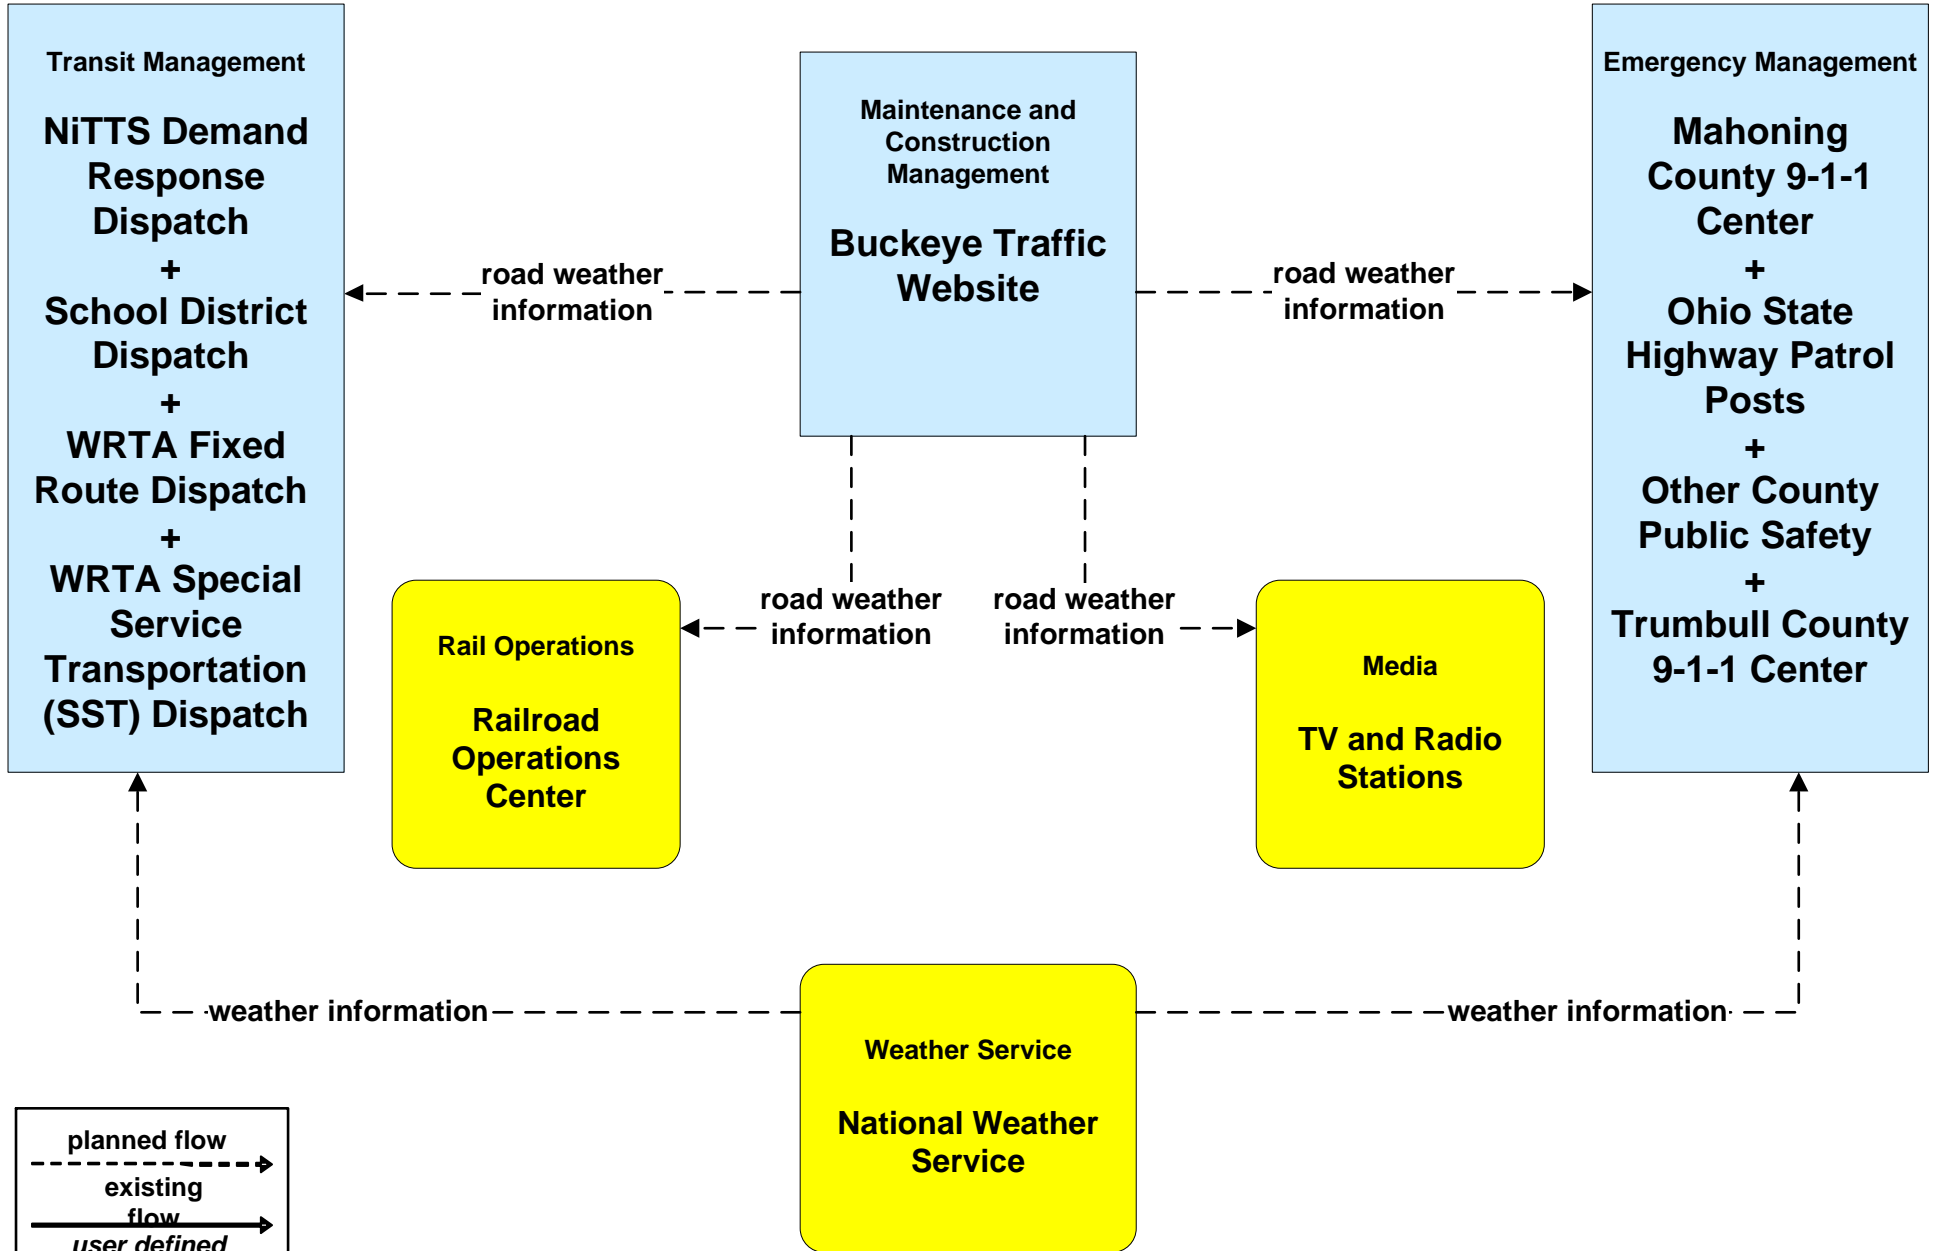 Transit Management
NiTTS Demand
Response
Dispatch
+
School District
Dispatch
+
WRTA Fixed
Route Dispatch
+
WRTA Special
Service
Transportation
(SST) Dispatch
road weather
information
Maintenance and
Construction
Management
Buckeye Traffic
Website
road weather
information
Emergency Management
Mahoning
County 9-1-1
Center
+
Ohio State
Highway Patrol
Posts
+
Other County
Public Safety
+
Trumbull County
9-1-1 Center
road weather
information
road weather
information
Rail Operations
Railroad
Operations
Center
Media
TV and Radio
Stations
weather information
weather information
Weather Service
National Weather
Service
planned flow
existing
flow
user defined